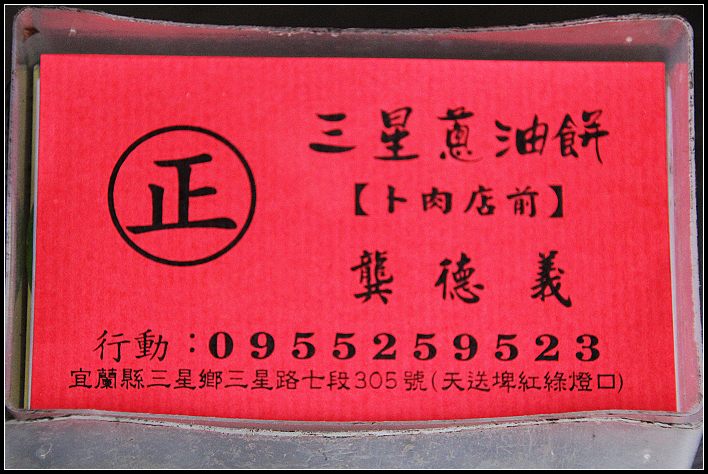 正
三星蔥油餅
【卜肉店前】
龔德義
行動：0955259523
宜蘭縣三星鄉三星路七段305號(天送埤紅綠燈口)